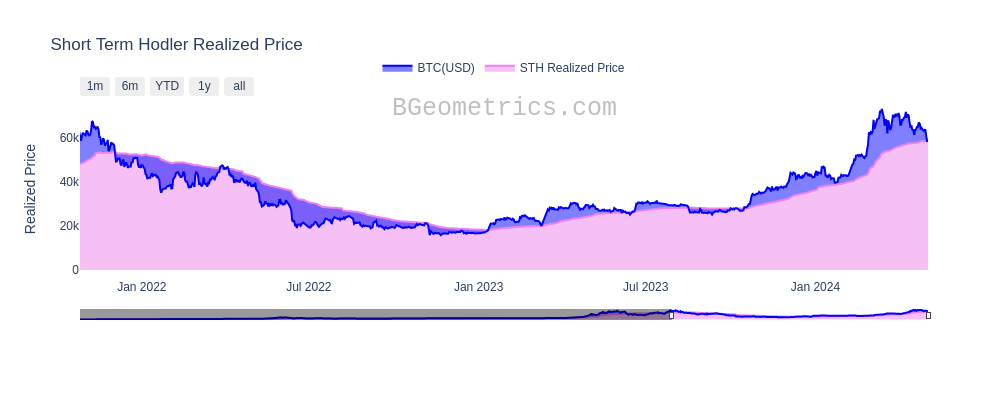 Short Term Hodler Realized Price
BTC(USD) STH Realized Price
1m 6m YTD 1y all
BGeometrics.com
Realized Price
60k
40k
20k
0
Jan 2022 Jul 2022 Jan 2023 Jul 2023 Jan 2024